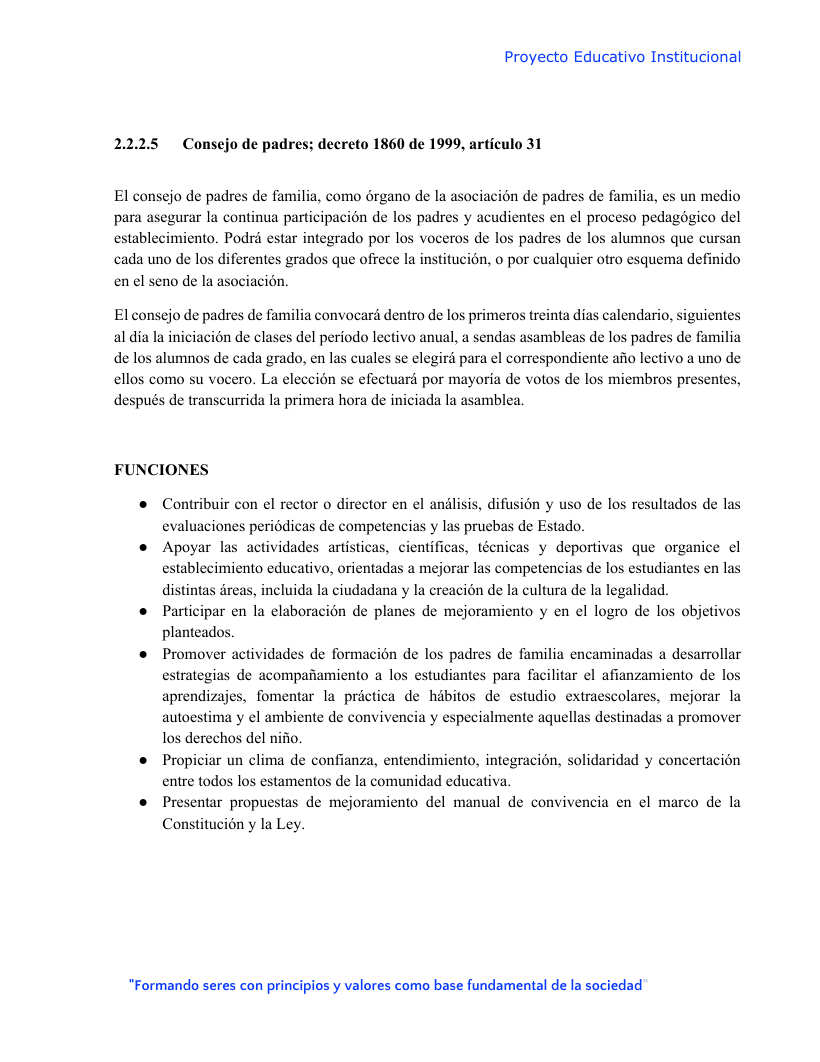 Proyecto Educativo Institucional
2.2.2.5 Consejo de padres; decreto 1860 de 1999, artículo 31
El consejo de padres de familia, como órgano de la asociación de padres de familia, es un medio
para asegurar la continua participación de los padres y acudientes en el proceso pedagógico del
establecimiento. Podrá estar integrado por los voceros de los padres de los alumnos que cursan
cada uno de los diferentes grados que ofrece la institución, o por cualquier otro esquema definido
en el seno de la asociación.
El consejo de padres de familia convocará dentro de los primeros treinta días calendario, siguientes
al día la iniciación de clases del período lectivo anual, a sendas asambleas de los padres de familia
de los alumnos de cada grado, en las cuales se elegirá para el correspondiente año lectivo a uno de
ellos como su vocero. La elección se efectuará por mayoría de votos de los miembros presentes,
después de transcurrida la primera hora de iniciada la asamblea.
FUNCIONES
● Contribuir con el rector o director en el análisis, difusión y uso de los resultados de las
evaluaciones periódicas de competencias y las pruebas de Estado.
● Apoyar las actividades artísticas, científicas, técnicas y deportivas que organice el
establecimiento educativo, orientadas a mejorar las competencias de los estudiantes en las
distintas áreas, incluida la ciudadana y la creación de la cultura de la legalidad.
● Participar en la elaboración de planes de mejoramiento y en el logro de los objetivos
planteados.
● Promover actividades de formación de los padres de familia encaminadas a desarrollar
estrategias de acompañamiento a los estudiantes para facilitar el afianzamiento de los
aprendizajes, fomentar la práctica de hábitos de estudio extraescolares, mejorar la
autoestima y el ambiente de convivencia y especialmente aquellas destinadas a promover
los derechos del niño.
● Propiciar un clima de confianza, entendimiento, integración, solidaridad y concertación
entre todos los estamentos de la comunidad educativa.
● Presentar propuestas de mejoramiento del manual de convivencia en el marco de la
Constitución y la Ley.
"Formando seres con principios y valores como base fundamental de la sociedad"